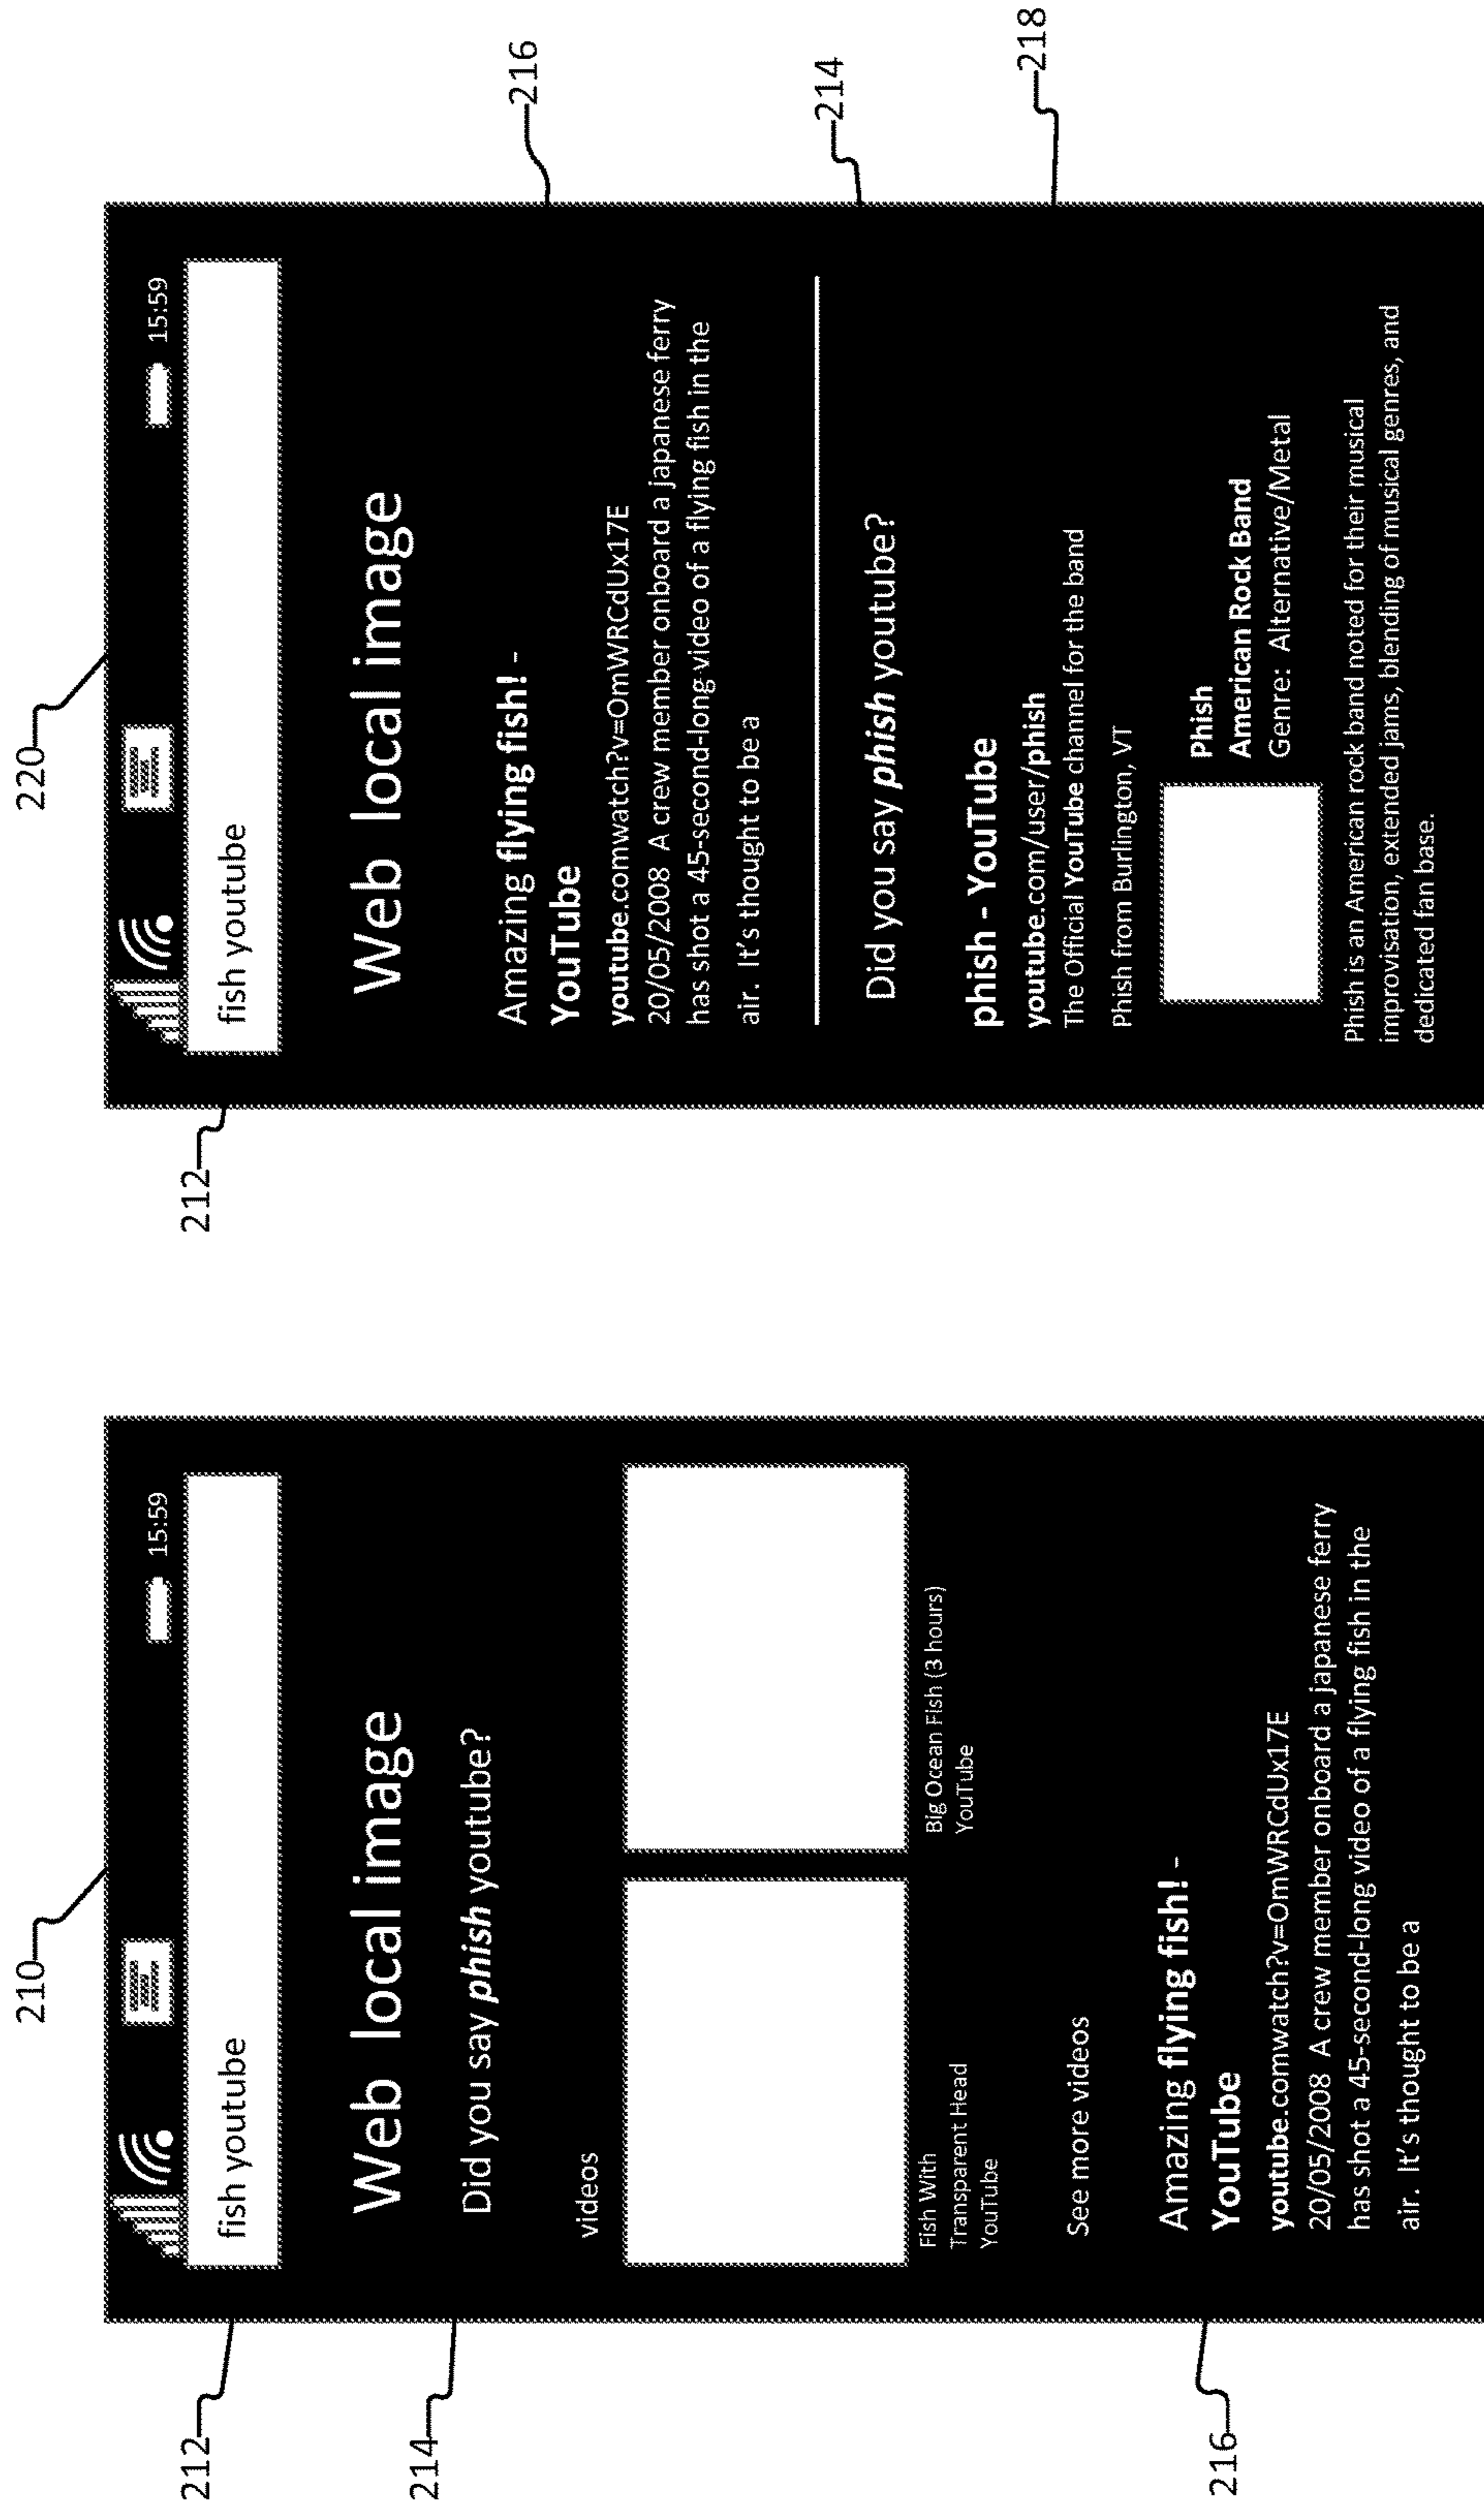 210
15:59
212
fish youtube
Web local image
214
Did you say phish youtube?
videos
Fish With
Transparent Head
YouTube
Big Ocean Fish (3 hours)
YouTube
See more videos
216
Amazing flying fish! -
YouTube
youtube.comwatch?v=OmWRCdUx17E
20/05/2008 A crew member onboard a japanese ferry
has shot a 45-second-long video of a flying fish in the
air. It's thought to be a
220
15:59
212
fish youtube
Web local image
216
Amazing flying fish! -
YouTube
youtube.comwatch?v=OmWRCdUx17E
20/05/2008 A crew member onboard a japanese ferry
has shot a 45-second-long video of a flying fish in the
air. It's thought to be a
214
Did you say phish youtube?
218
phish - YouTube
youtube.com/user/phish
The Official YouTube channel for the band
Phish from Burlington, VT
Phish
American Rock Band
Genre: Alternative/Metal
Phish is an American rock band noted for their musical
improvisation, extended jams, blending of musical genres, and
dedicated fan base.